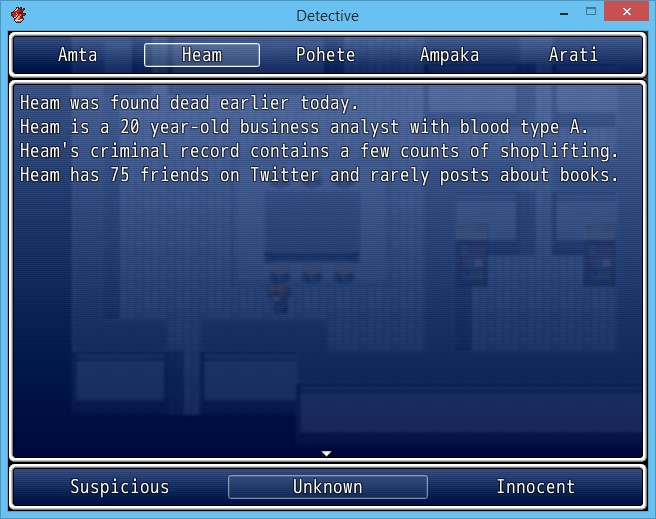 Detective
Amta Heam Pohete Ampaka Arati
Heam was found dead earlier today.
Heam is a 20 year-old business analyst with blood type A.
Heam's criminal record contains a few counts of shoplifting.
Heam has 75 friends on Twitter and rarely posts about books.
Suspicious Unknown Innocent